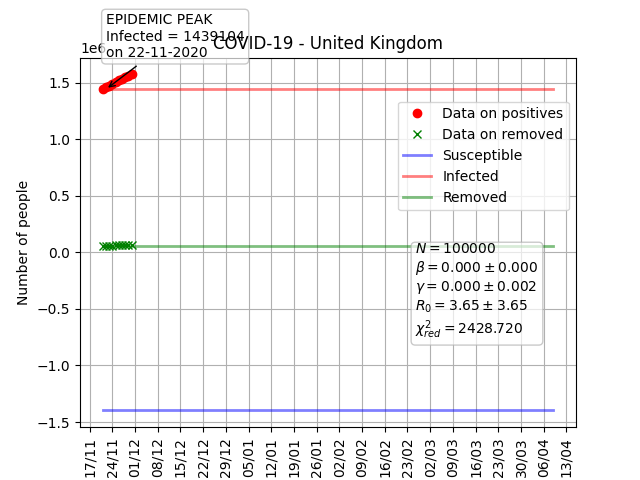 EPIDEMIC PEAK
Infected = 1439104
on 22-11-2020
COVID-19 - United Kingdom
1e6
1.5
1.0
0.5
0.0
−0.5
−1.0
−1.5
Number of people
Data on positives
Data on removed
Susceptible
Infected
Removed
N = 100000
β = 0.000 ± 0.000
γ = 0.000 ± 0.002
R₀ = 3.65 ± 3.65
χ²red = 2428.720
17/11
24/11
01/12
08/12
15/12
22/12
29/12
05/01
12/01
19/01
26/01
02/02
09/02
16/02
23/02
02/03
09/03
16/03
23/03
30/03
06/04
13/04